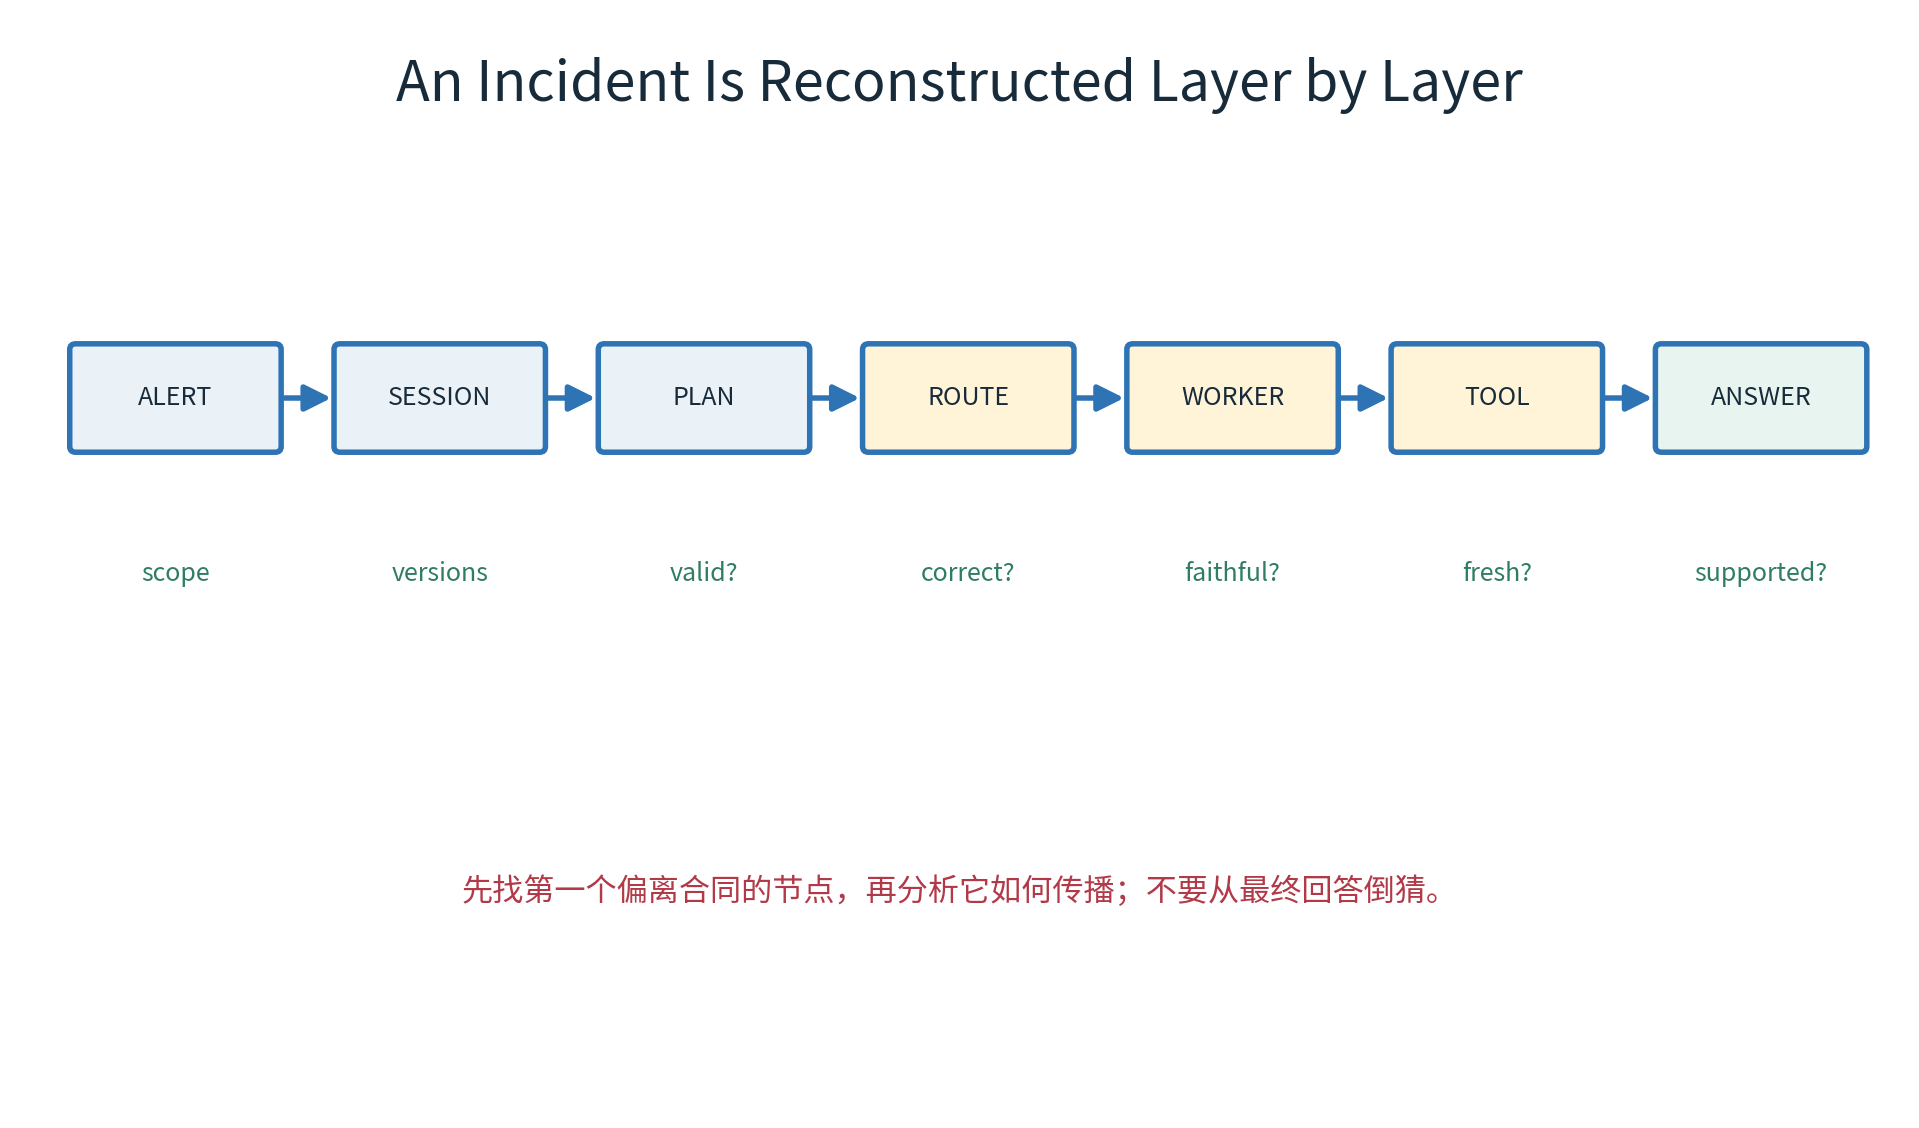 An Incident Is Reconstructed Layer by Layer
ALERT
SESSION
PLAN
ROUTE
WORKER
TOOL
ANSWER
scope
versions
valid?
correct?
faithful?
fresh?
supported?
先找第一个偏离合同的节点，再分析它如何传播；不要从最终回答倒猜。